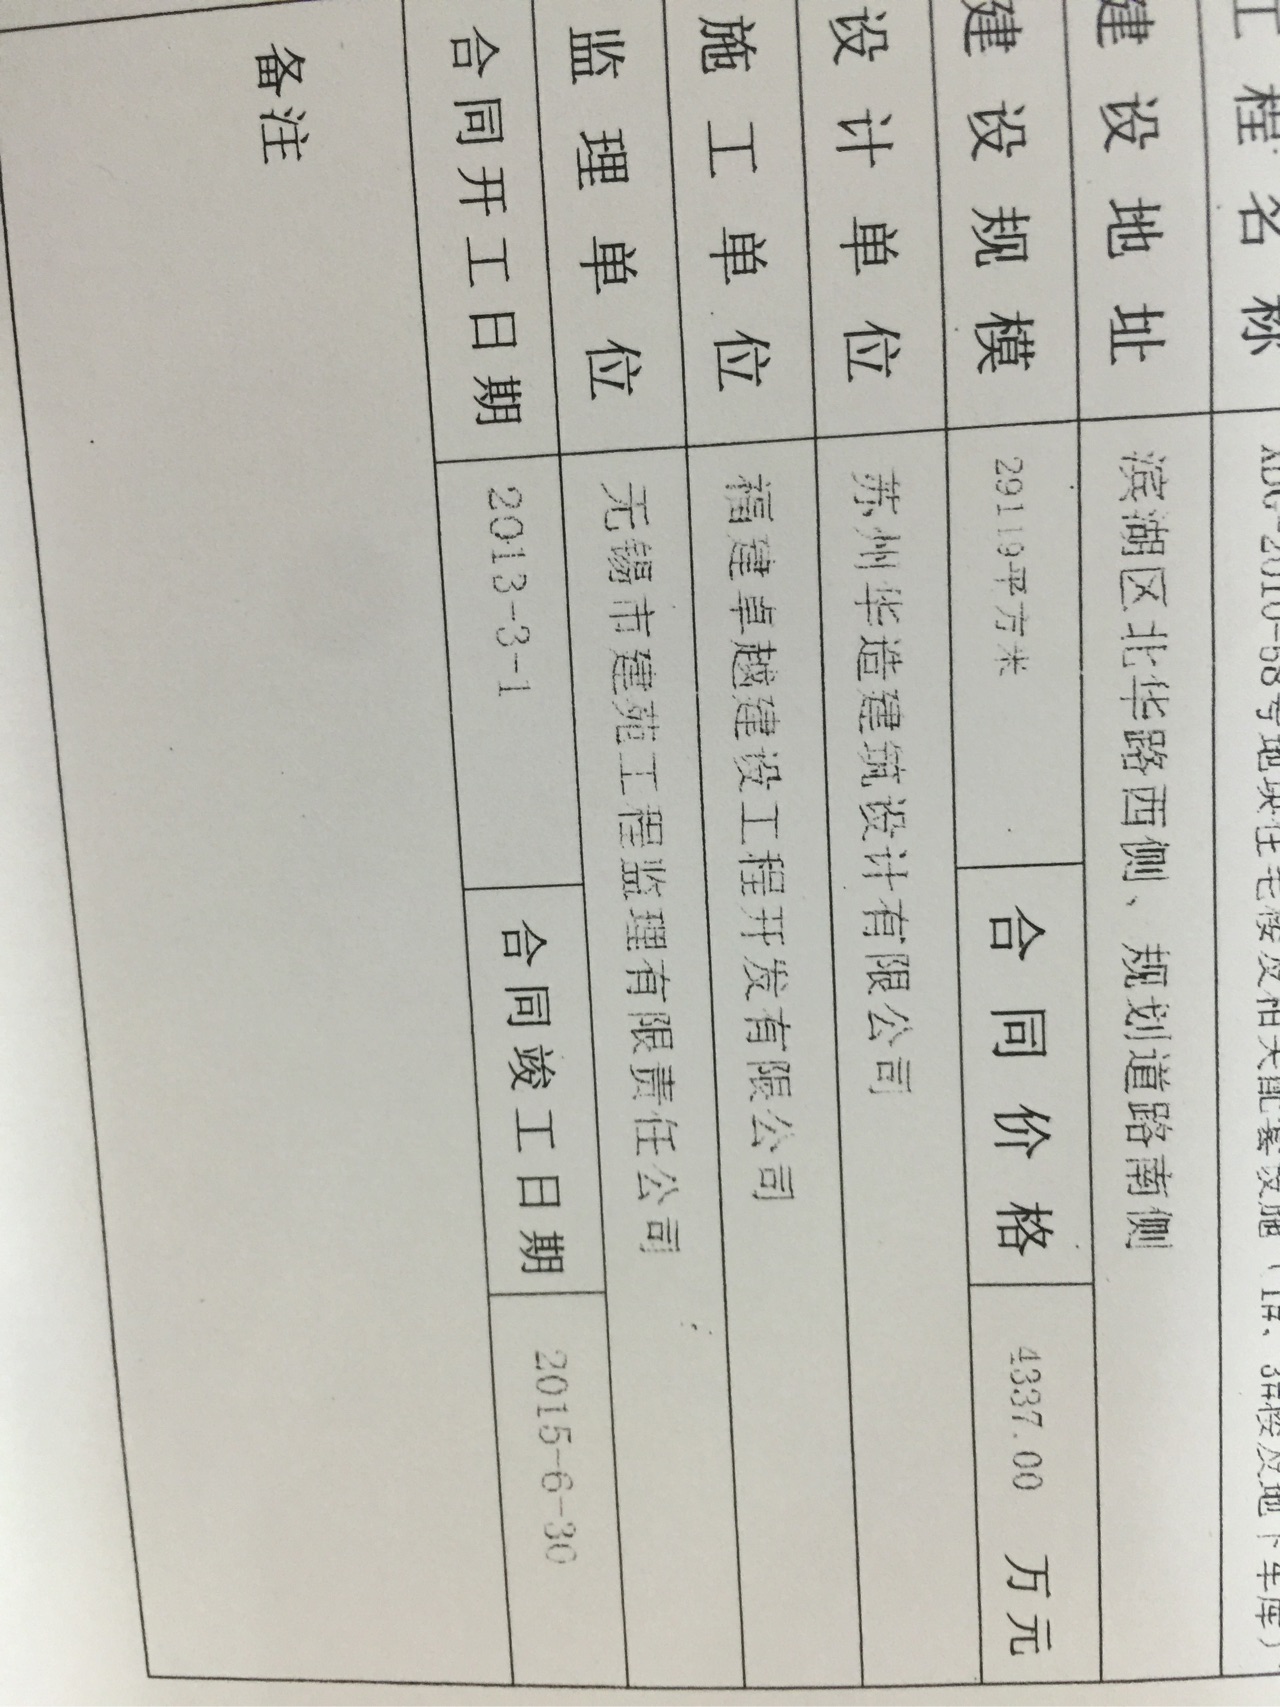 工程名称 XDG-2010-58号地块住宅楼及相关配套设施（1#、3#楼及地下车库）
建设地址 滨湖区北华路西侧、规划道路南侧
建设规模 29119平方米 合同价格 4337.00 万元
设计单位 苏州华造建筑设计有限公司
施工单位 福建卓越建设工程开发有限公司
监理单位 无锡市建苑工程监理有限责任公司
合同开工日期 2013-3-1 合同竣工日期 2015-6-30
备注